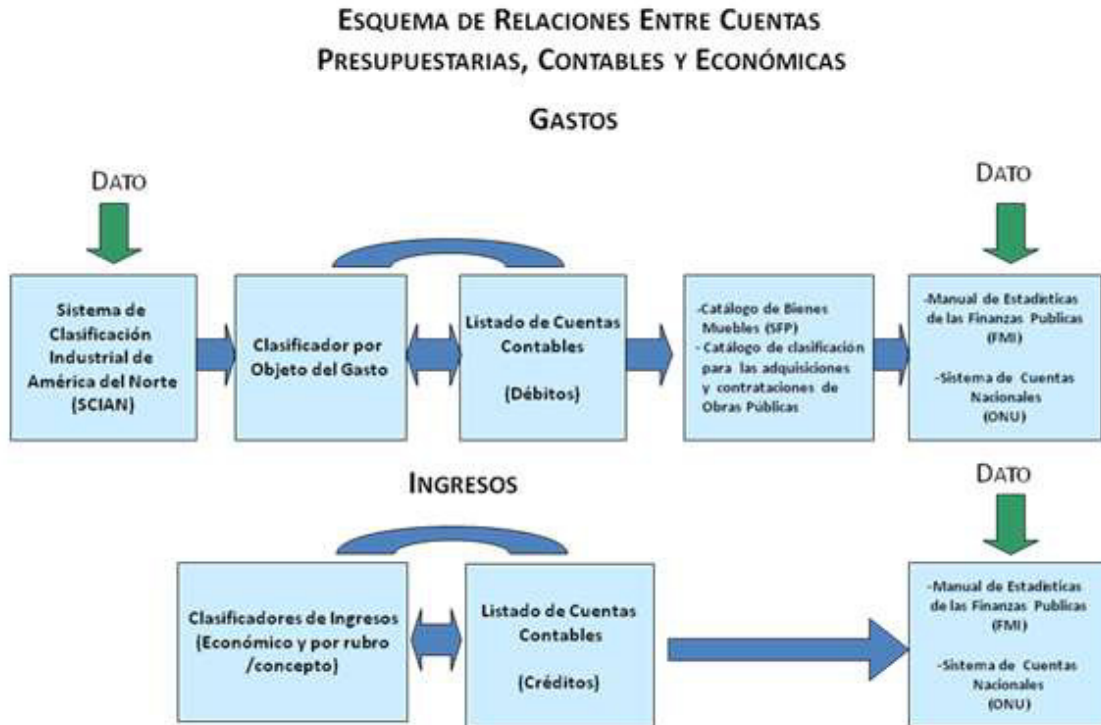 ESQUEMA DE RELACIONES ENTRE CUENTAS
PRESUPUESTARIAS, CONTABLES Y ECONÓMICAS
GASTOS
DATO
DATO
Sistema de
Clasificación
Industrial de
América del Norte
(SCIAN)
Clasificador por
Objeto del Gasto
Listado de Cuentas
Contables
(Débitos)
-Catálogo de Bienes
Muebles (SFP)
- Catálogo de clasificación
para las adquisiciones
y contrataciones de
Obras Públicas
-Manual de Estadísticas
de las Finanzas Publicas
(FMI)
-Sistema de Cuentas
Nacionales
(ONU)
INGRESOS
DATO
Clasificadores de Ingresos
(Económico y por rubro
/concepto)
Listado de Cuentas
Contables
(Créditos)
-Manual de Estadísticas
de las Finanzas Publica
(FMI)
-Sistema de Cuentas
Nacionales
(ONU)